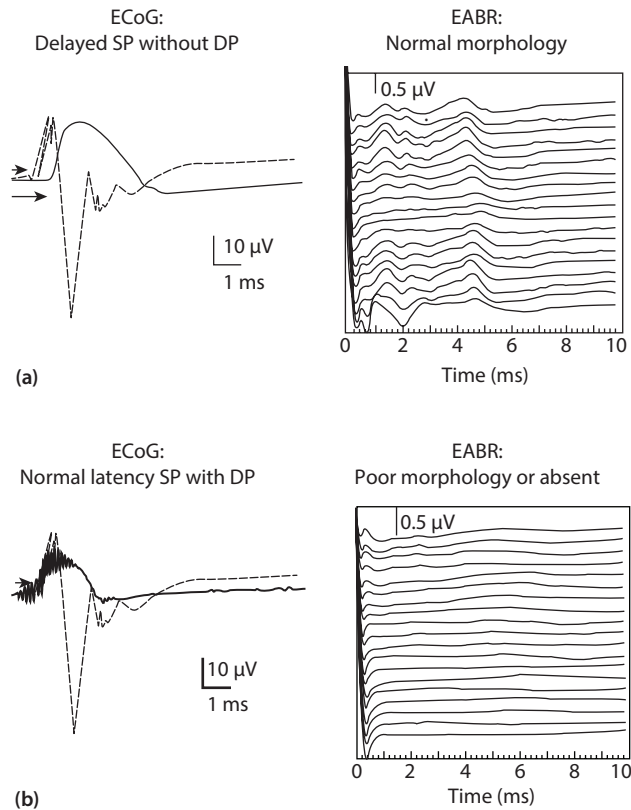 ECoG:
Delayed SP without DP
EABR:
Normal morphology
0.5 µV
10 µV
1 ms
0 2 4 6 8 10
Time (ms)
(a)
ECoG:
Normal latency SP with DP
EABR:
Poor morphology or absent
0.5 µV
10 µV
1 ms
0 2 4 6 8 10
Time (ms)
(b)